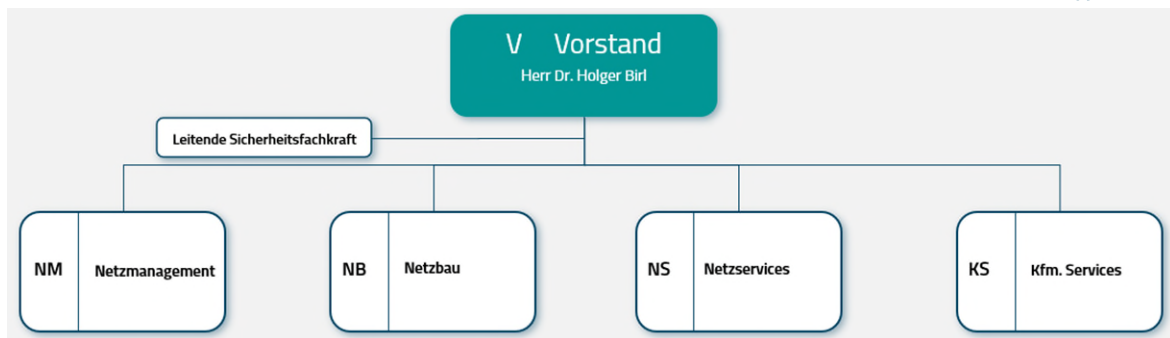 V Vorstand
Herr Dr. Holger Birl
Leitende Sicherheitsfachkraft
NM Netzmanagement
NB Netzbau
NS Netzservices
KS Kfm. Services